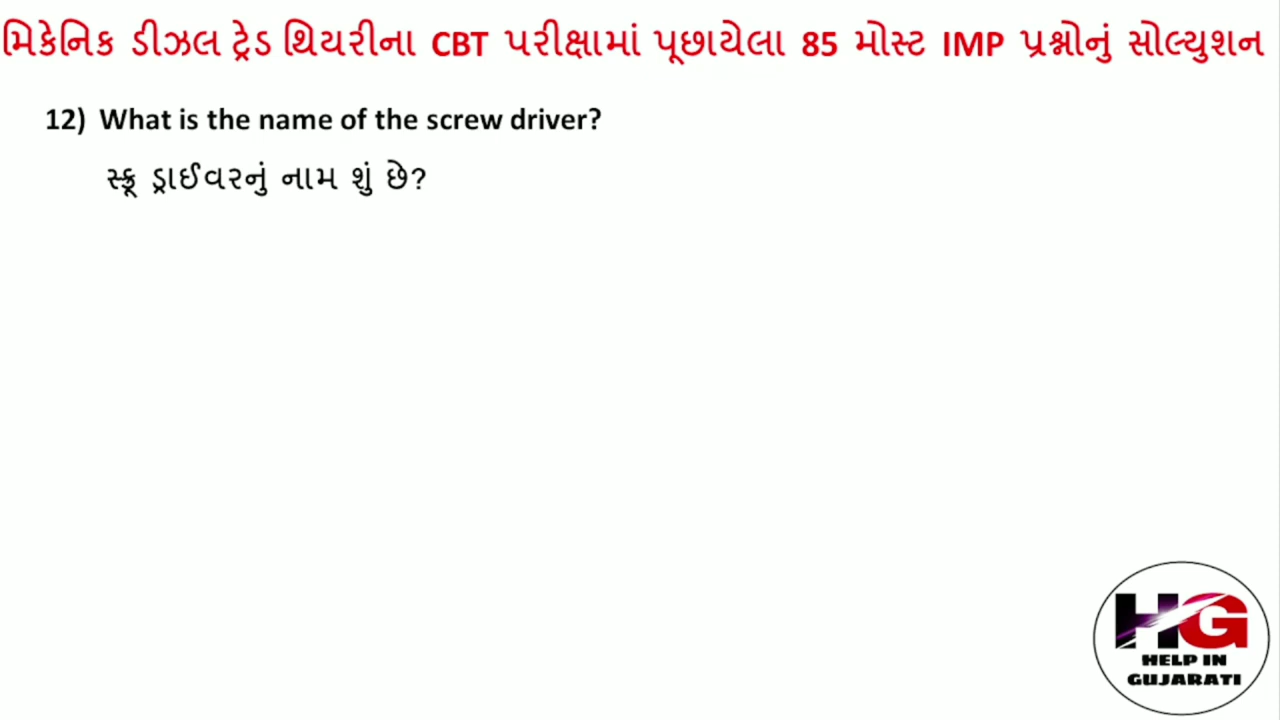 મિકેનિક ડીઝલ ટ્રેડ થિયરીના CBT પરીક્ષામાં પૂછાયેલા 85 મોસ્ટ IMP પ્રશ્નોનું સોલ્યુશન
12) What is the name of the screw driver?
સ્ક્રૂ ડ્રાઈવરનું નામ શું છે?
HG
HELP IN
GUJARATI